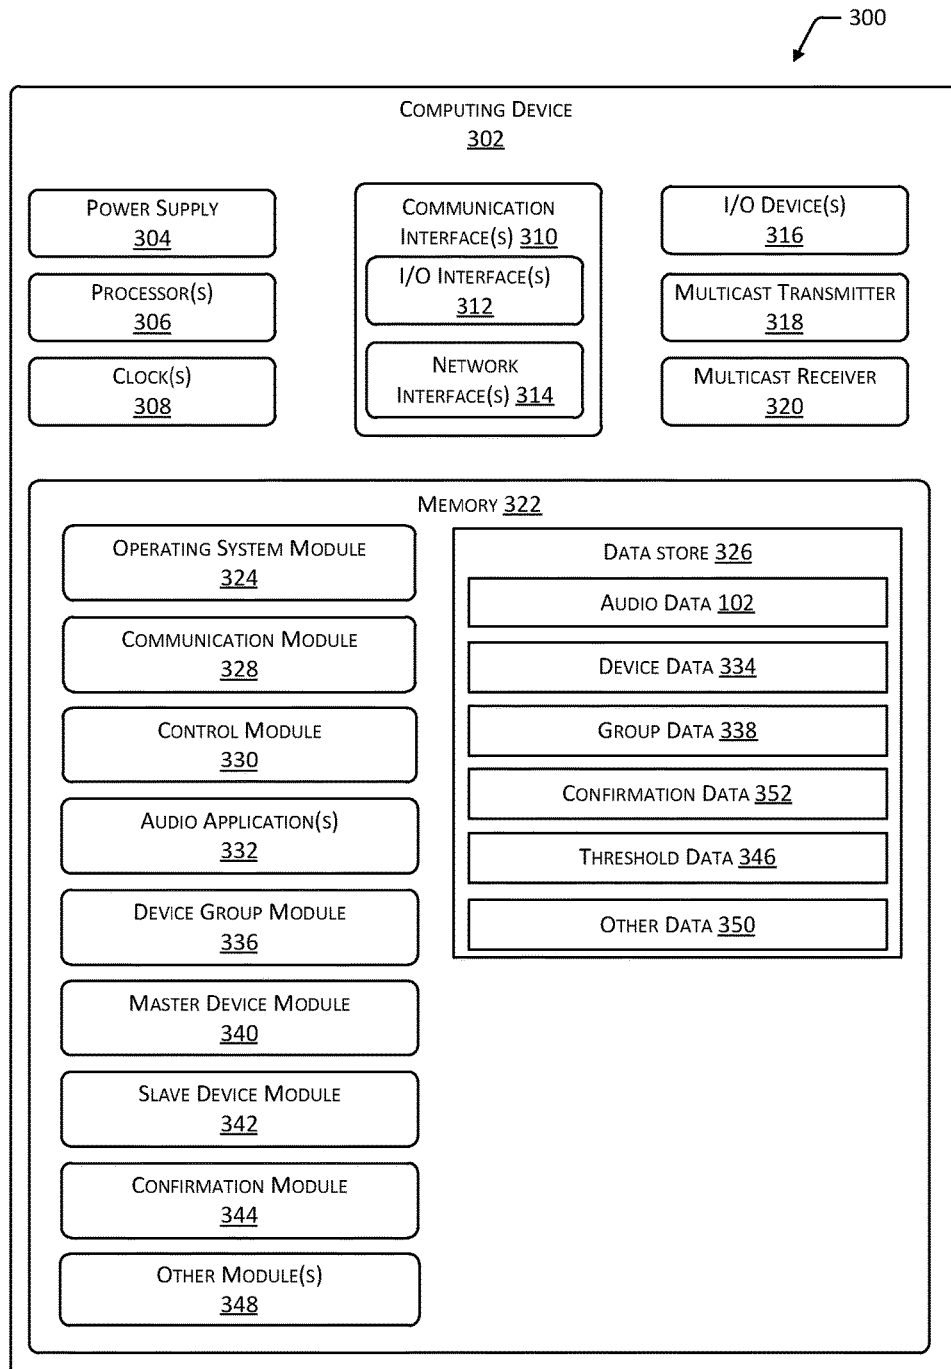 300
COMPUTING DEVICE
302
POWER SUPPLY
304
PROCESSOR(S)
306
CLOCK(S)
308
COMMUNICATION
INTERFACE(S) 310
I/O INTERFACE(S)
312
NETWORK
INTERFACE(S) 314
I/O DEVICE(S)
316
MULTICAST TRANSMITTER
318
MULTICAST RECEIVER
320
MEMORY 322
OPERATING SYSTEM MODULE
324
COMMUNICATION MODULE
328
CONTROL MODULE
330
AUDIO APPLICATION(S)
332
DEVICE GROUP MODULE
336
MASTER DEVICE MODULE
340
SLAVE DEVICE MODULE
342
CONFIRMATION MODULE
344
OTHER MODULE(S)
348
DATA STORE 326
AUDIO DATA 102
DEVICE DATA 334
GROUP DATA 338
CONFIRMATION DATA 352
THRESHOLD DATA 346
OTHER DATA 350